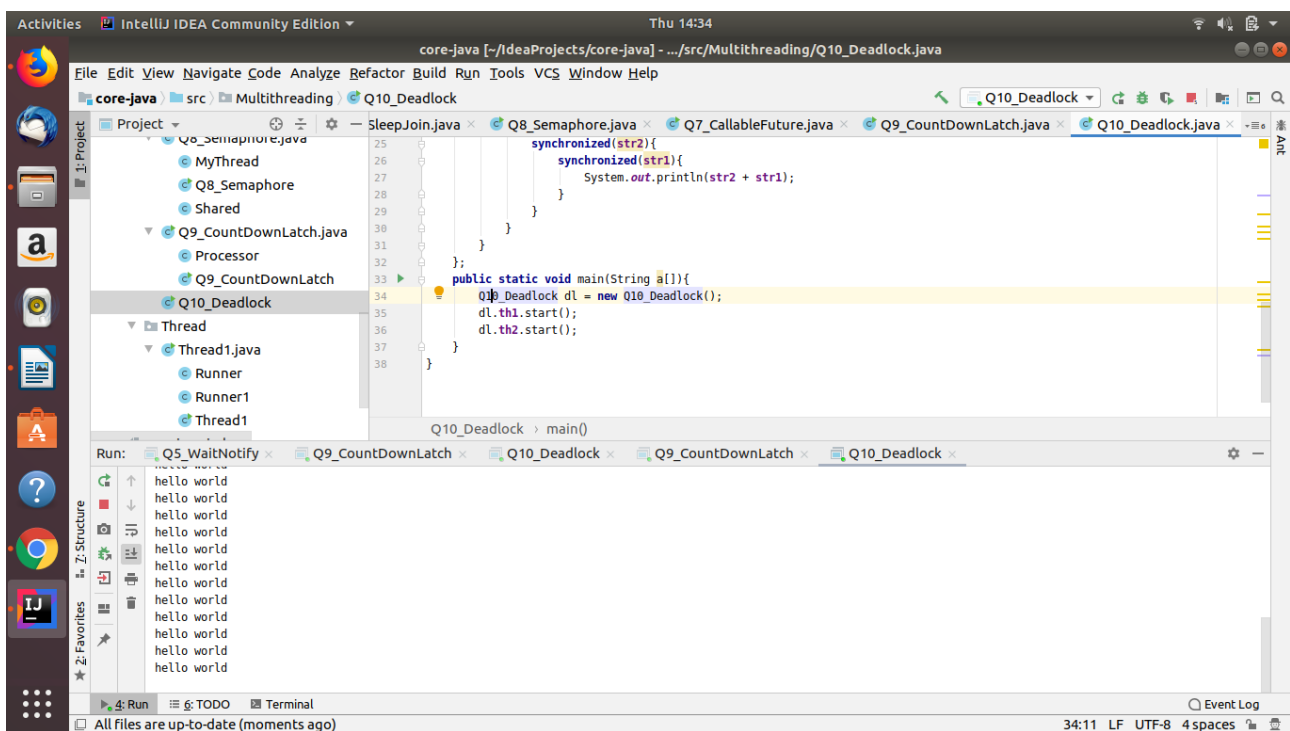 Activities IntelliJ IDEA Community Edition Thu 14:34
core-java [~/IdeaProjects/core-java] - .../src/Multithreading/Q10_Deadlock.java
File Edit View Navigate Code Analyze Refactor Build Run Tools VCS Window Help
core-java src Multithreading Q10_Deadlock Q10_Deadlock
1: Project
Project
SleepJoin.java Q8_Semaphore.java Q7_CallableFuture.java Q9_CountDownLatch.java Q10_Deadlock.java
Ant
Q8_Semaphore.java
MyThread
Q8_Semaphore
Shared
Q9_CountDownLatch.java
Processor
Q9_CountDownLatch
Q10_Deadlock
Thread
Thread1.java
Runner
Runner1
Thread1
25 synchronized(str2){
26 synchronized(str1){
27 System.out.println(str2 + str1);
28 }
29 }
30 }
31 }
32 };
33 public static void main(String a[]){
34 Q10_Deadlock dl = new Q10_Deadlock();
35 dl.th1.start();
36 dl.th2.start();
37 }
38 }
Q10_Deadlock › main()
Run: Q5_WaitNotify Q9_CountDownLatch Q10_Deadlock Q9_CountDownLatch Q10_Deadlock
hello world
hello world
hello world
hello world
hello world
hello world
hello world
hello world
hello world
hello world
hello world
hello world
hello world
Z: Structure
2: Favorites
4: Run 6: TODO Terminal Event Log
All files are up-to-date (moments ago) 34:11 LF UTF-8 4 spaces